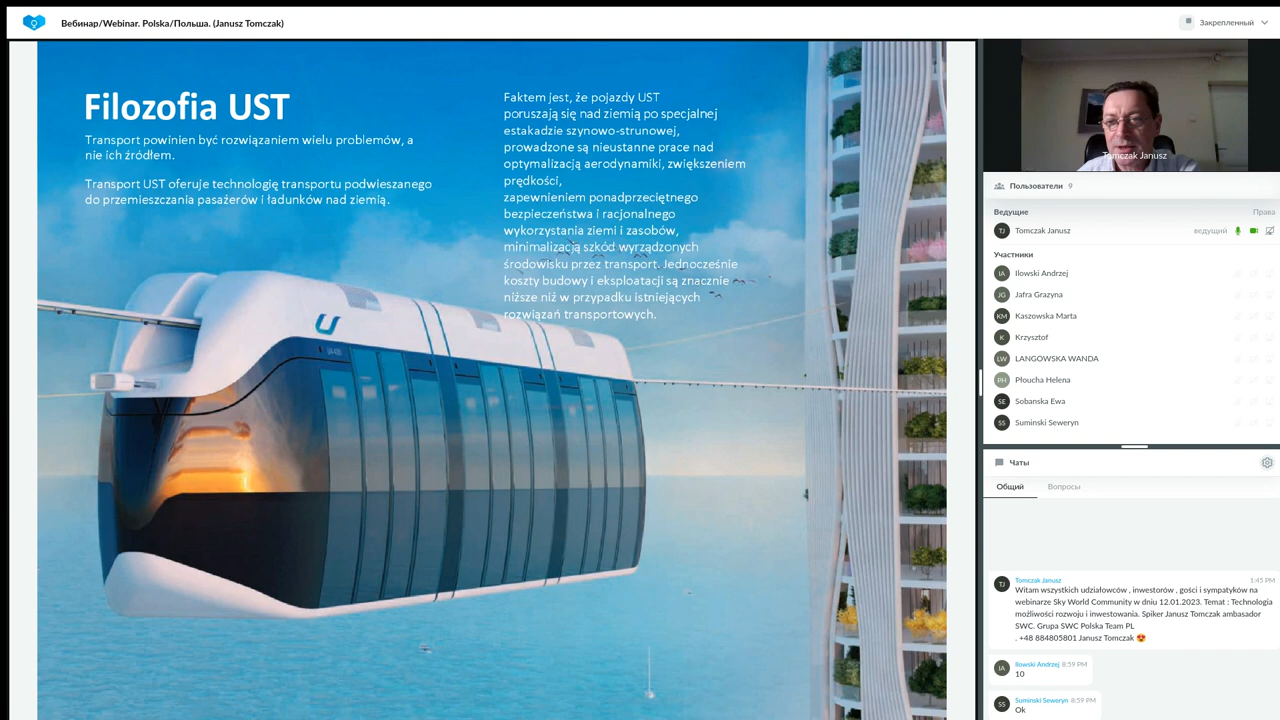 Вебинар/Webinar. Polska/Польша. (Janusz Tomczak)
Закрепленный
Filozofia UST
Transport powinien być rozwiązaniem wielu problemów, a
nie ich źródłem.
Transport UST oferuje technologię transportu podwieszanego
do przemieszczania pasażerów i ładunków nad ziemią.
Faktem jest, że pojazdy UST
poruszają się nad ziemią po specjalnej
estakadzie szynowo-strunowej,
prowadzone są nieustanne prace nad
optymalizacją aerodynamiki, zwiększeniem
prędkości,
zapewnieniem ponadprzeciętnego
bezpieczeństwa i racjonalnego
wykorzystania ziemi i zasobów,
minimalizacją szkód wyrządzonych
środowisku przez transport. Jednocześnie
koszty budowy i eksploatacji są znacznie
niższe niż w przypadku istniejących
rozwiązań transportowych.
Tomczak Janusz
Пользователи 9
Ведущие Права
TJ Tomczak Janusz ведущий
Участники
IA Ilowski Andrzej
JG Jafra Grazyna
KM Kaszowska Marta
K Krzysztof
LW LANGOWSKA WANDA
PH Płoucha Helena
SE Sobanska Ewa
SS Suminski Seweryn
Чаты
Общий Вопросы
TJ Tomczak Janusz 1:45 PM
Witam wszystkich udziałowców , inwestorów , gości i sympatyków na
webinarze Sky World Community w dniu 12.01.2023. Temat : Technologia
możliwości rozwoju i inwestowania. Spiker Janusz Tomczak ambasador
SWC. Grupa SWC Polska Team PL
. +48 884805801 Janusz Tomczak 😍
IA Ilowski Andrzej 8:59 PM
10
SS Suminski Seweryn 8:59 PM
Ok